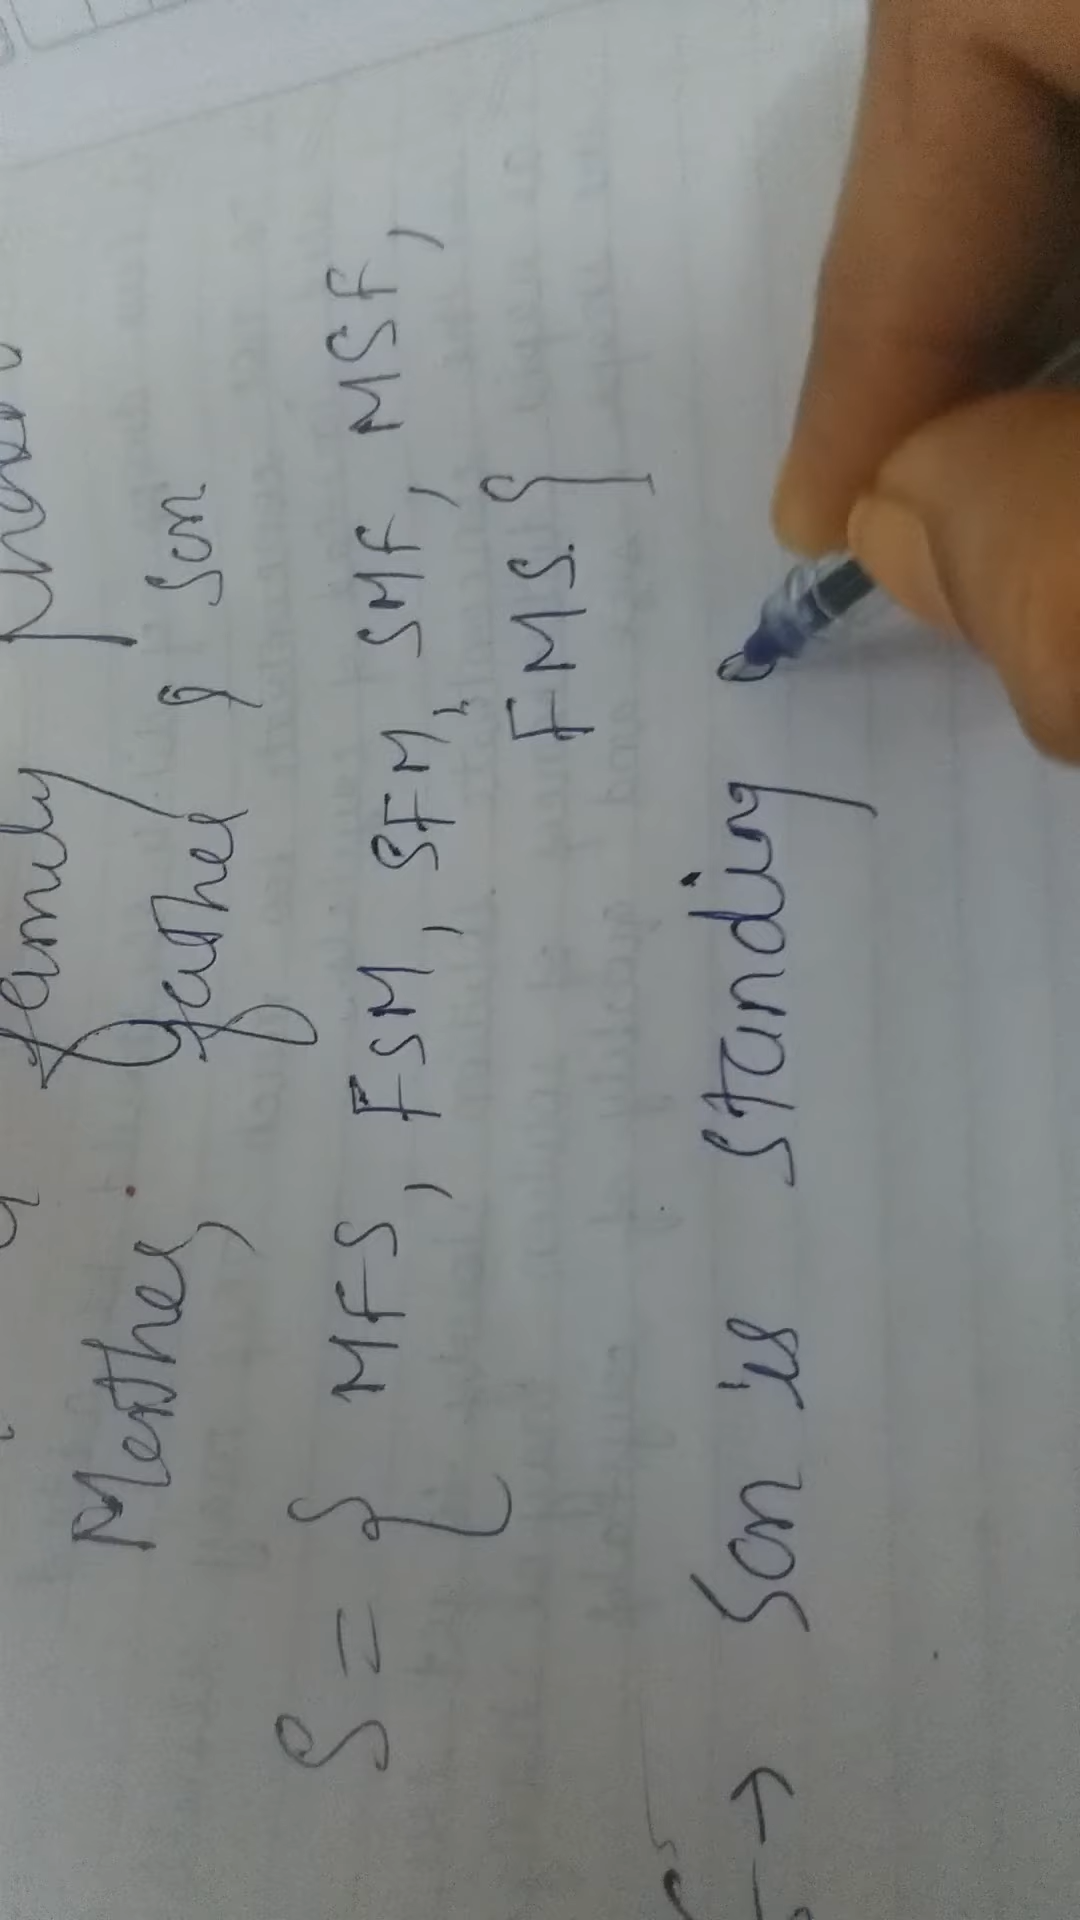 family
Mother, father & Son
S = { MFS, FSM, SFM, SMF, MSF,
FMS }
→ Son is standing o